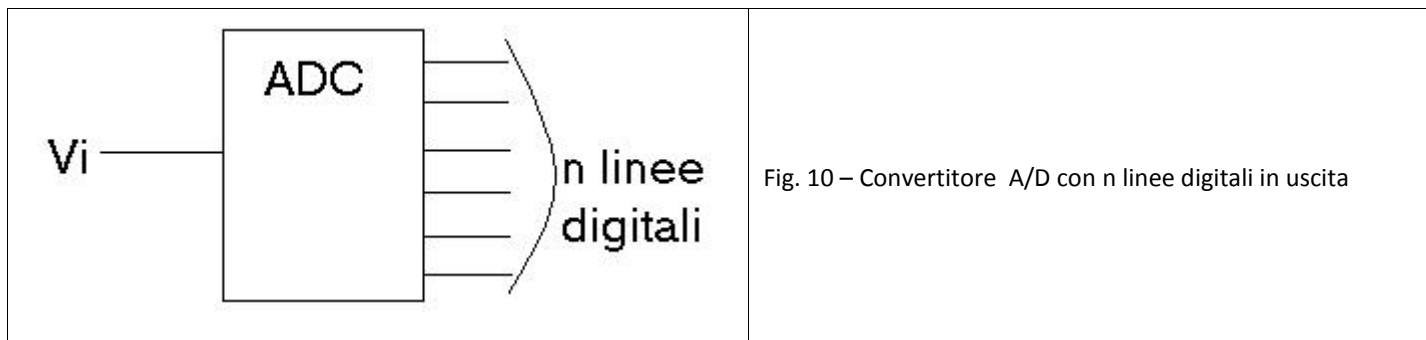 ADC
Vi
n linee
digitali
Fig. 10 – Convertitore A/D con n linee digitali in uscita